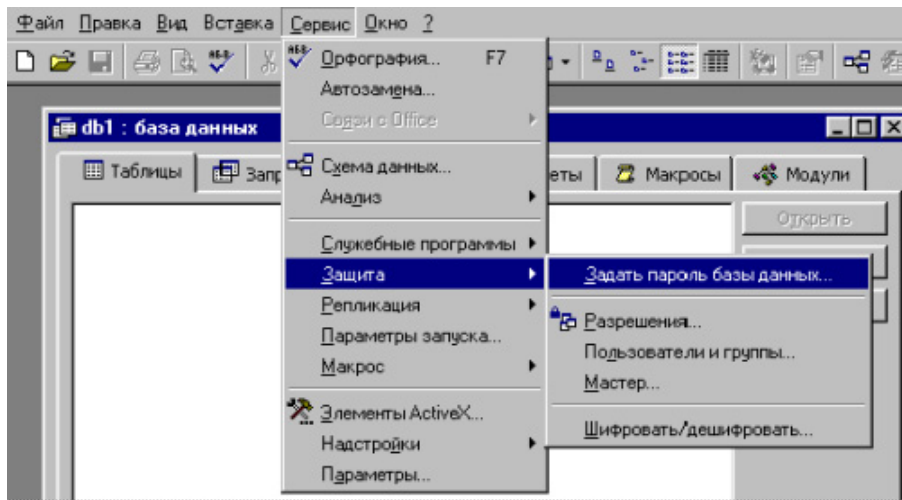 Файл Правка Вид Вставка Сервис Окно ?
Орфография... F7
Автозамена...
Связи с Office
db1 : база данных
Таблицы Запр еты Макросы Модули
Схема данных...
Анализ
Открыть
Служебные программы
Защита Задать пароль базы данных...
Репликация
Разрешения...
Параметры запуска...
Пользователи и группы...
Макрос
Мастер...
Элементы ActiveX...
Шифровать/дешифровать...
Надстройки
Параметры...